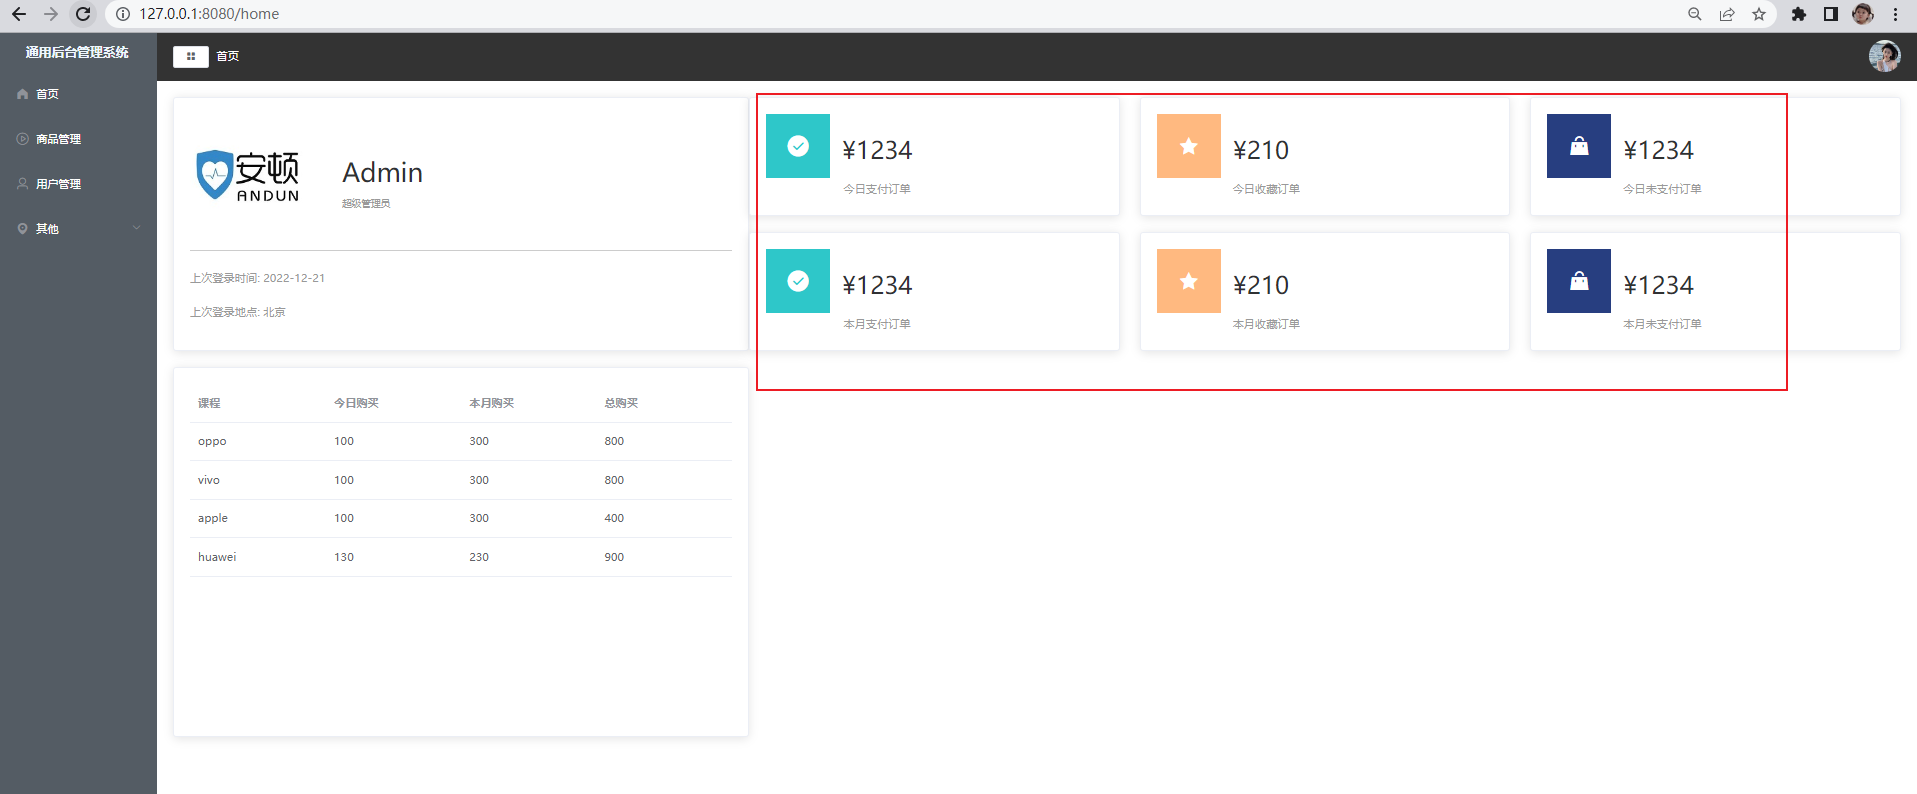 127.0.0.1:8080/home
通用后台管理系统
首页
首页
商品管理
用户管理
其他
安顿
ANDUN
Admin
超级管理员
上次登录时间: 2022-12-21
上次登录地点: 北京
¥1234
今日支付订单
¥210
今日收藏订单
¥1234
今日未支付订单
¥1234
本月支付订单
¥210
本月收藏订单
¥1234
本月未支付订单
课程 今日购买 本月购买 总购买
oppo 100 300 800
vivo 100 300 800
apple 100 300 400
huawei 130 230 900